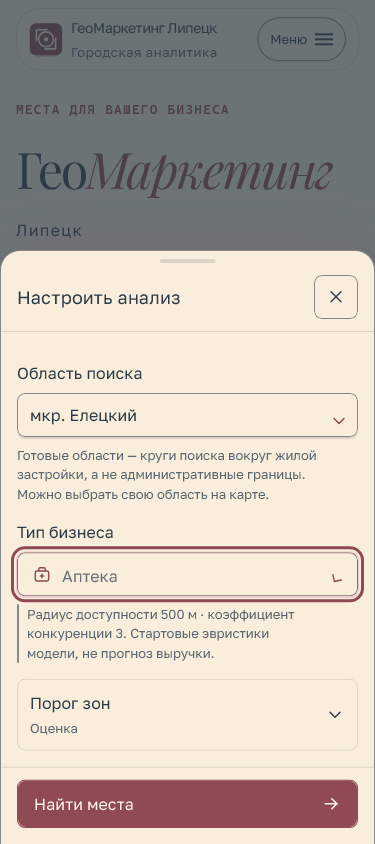 ГеоМаркетинг Липецк
Городская аналитика
Меню
МЕСТА ДЛЯ ВАШЕГО БИЗНЕСА
ГеоМаркетинг
Липецк
Настроить анализ
Область поиска
мкр. Елецкий
Готовые области — круги поиска вокруг жилой
застройки, а не административные границы.
Можно выбрать свою область на карте.
Тип бизнеса
Аптека
Радиус доступности 500 м · коэффициент
конкуренции 3. Стартовые эвристики
модели, не прогноз выручки.
Порог зон
Оценка
Найти места